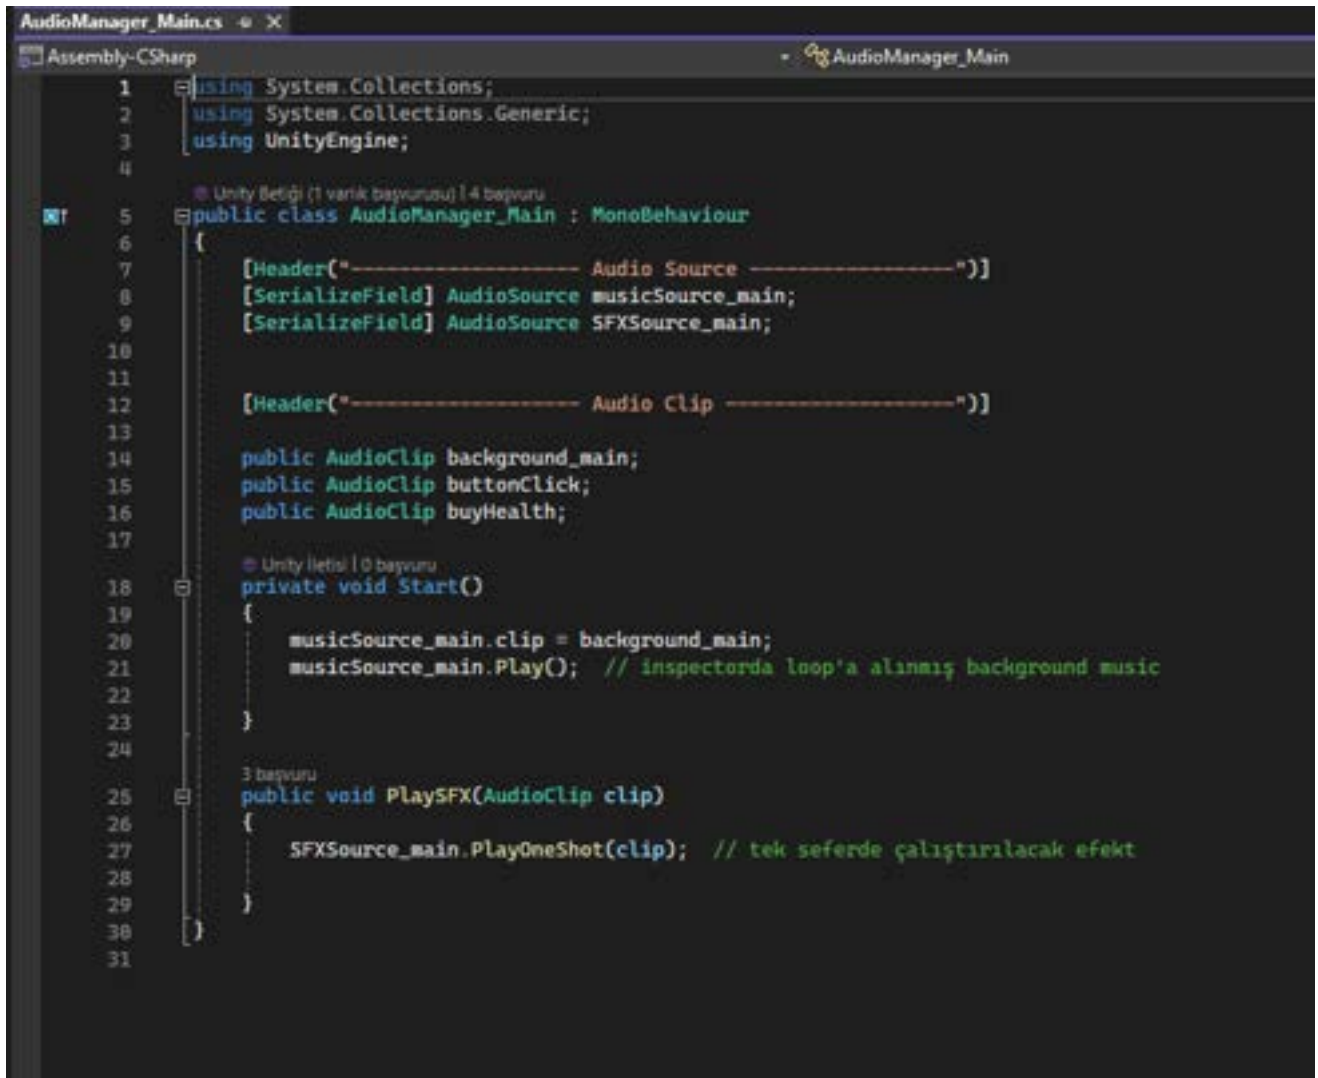 AudioManager_Main.cs
Assembly-CSharp AudioManager_Main
1 using System.Collections;
2 using System.Collections.Generic;
3 using UnityEngine;
4
Unity Betiği (1 varlık başvurusu) | 4 başvuru
5 public class AudioManager_Main : MonoBehaviour
6 {
7 [Header("------------------- Audio Source -----------------")]
8 [SerializeField] AudioSource musicSource_main;
9 [SerializeField] AudioSource SFXSource_main;
10
11
12 [Header("------------------- Audio Clip -------------------")]
13
14 public AudioClip background_main;
15 public AudioClip buttonClick;
16 public AudioClip buyHealth;
17
Unity İletisi | 0 başvuru
18 private void Start()
19 {
20 musicSource_main.clip = background_main;
21 musicSource_main.Play(); // inspectorda loop'a alınmış background music
22
23 }
24
3 başvuru
25 public void PlaySFX(AudioClip clip)
26 {
27 SFXSource_main.PlayOneShot(clip); // tek seferde çalıştırılacak efekt
28
29 }
30 }
31